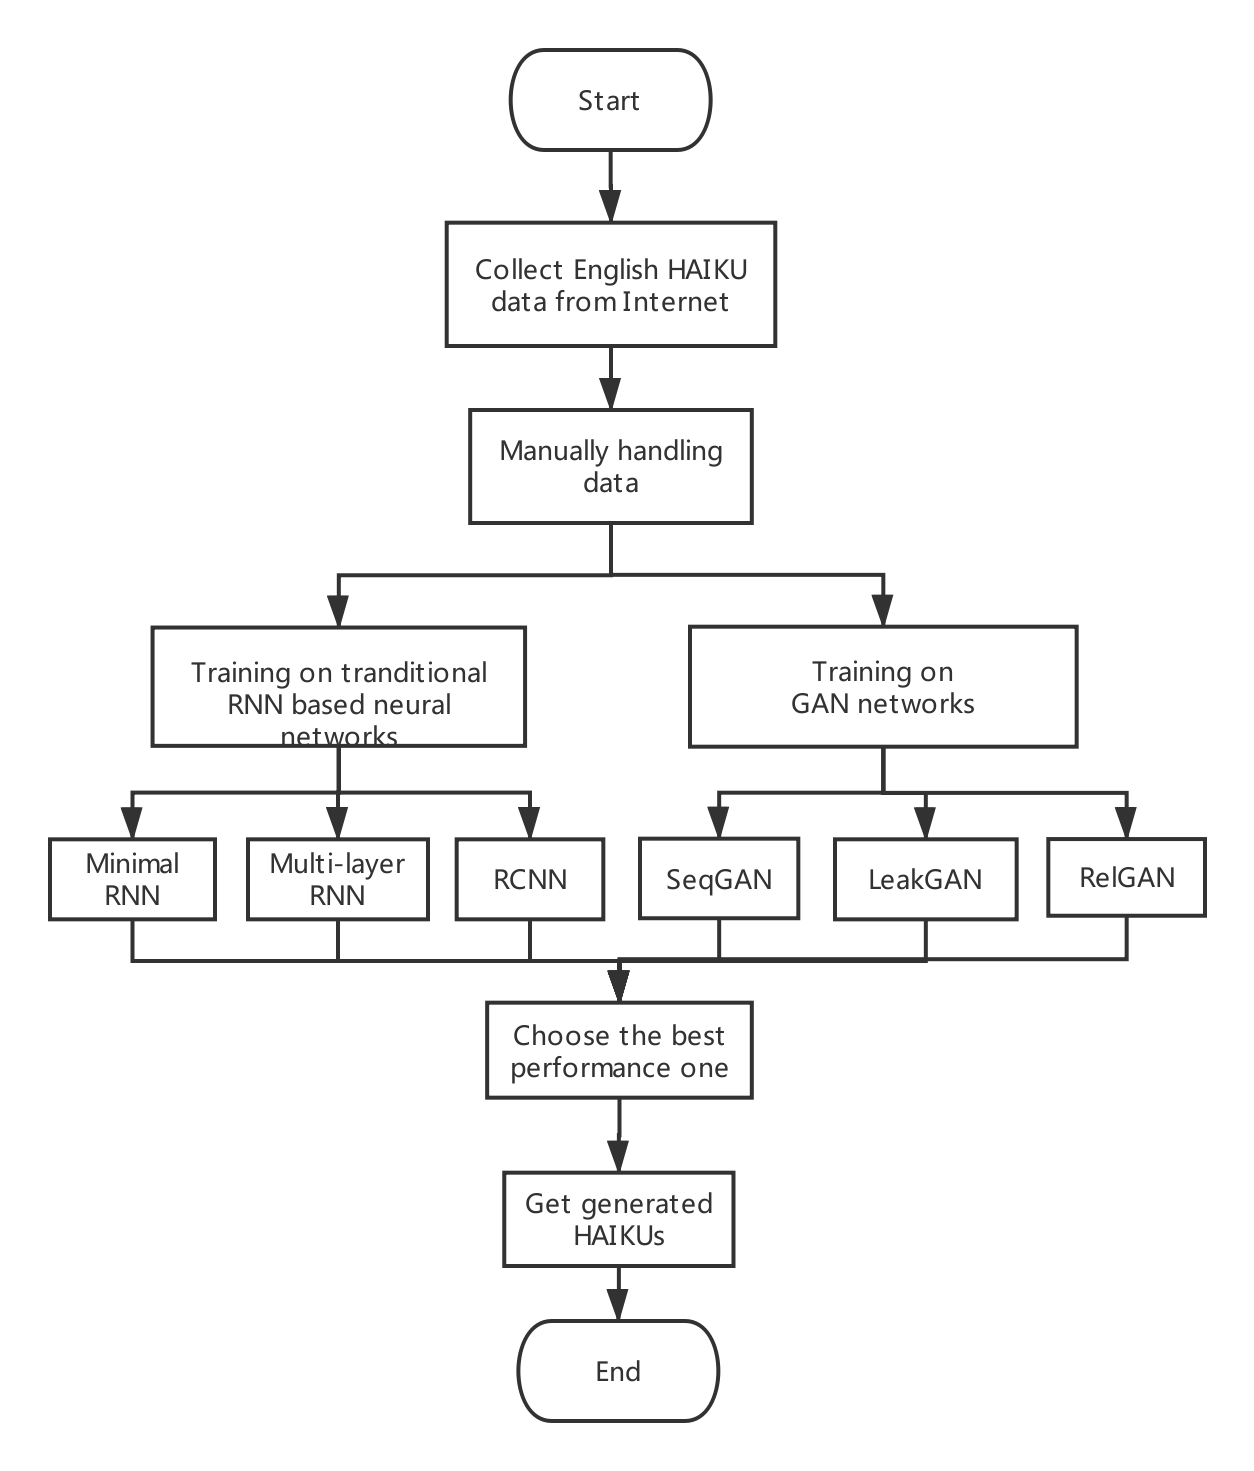 Start
Collect English HAIKU
data from Internet
Manually handling
data
Training on tranditional
RNN based neural
networks
Training on
GAN networks
Minimal
RNN
Multi-layer
RNN
RCNN
SeqGAN
LeakGAN
RelGAN
Choose the best
performance one
Get generated
HAIKUs
End